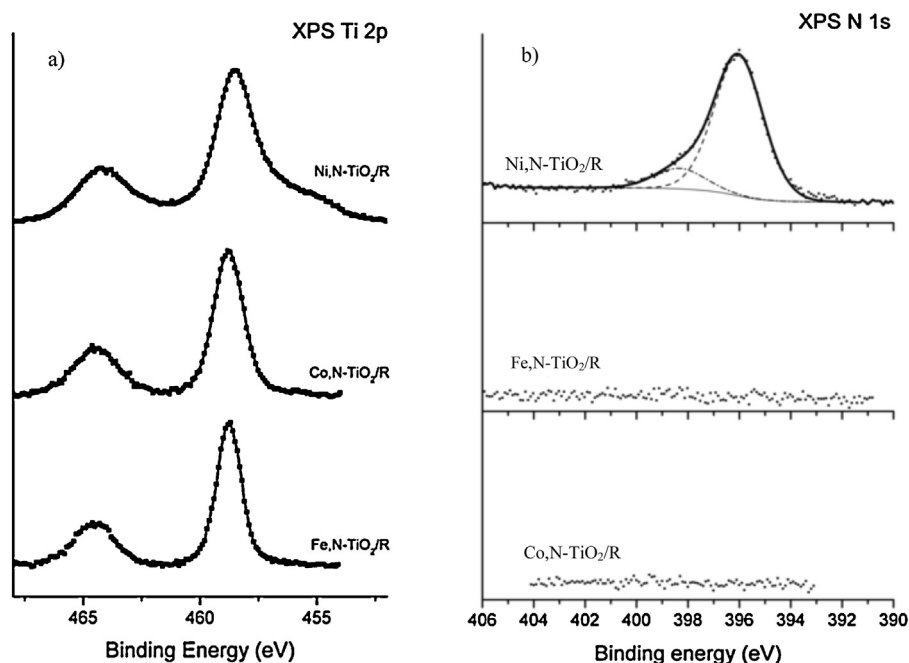 XPS Ti 2p
a)
Ni,N-TiO₂/R
Co,N-TiO₂/R
Fe,N-TiO₂/R
465 460 455
Binding Energy (eV)
XPS N 1s
b)
Ni,N-TiO₂/R
Fe,N-TiO₂/R
Co,N-TiO₂/R
406 404 402 400 398 396 394 392 390
Binding energy (eV)